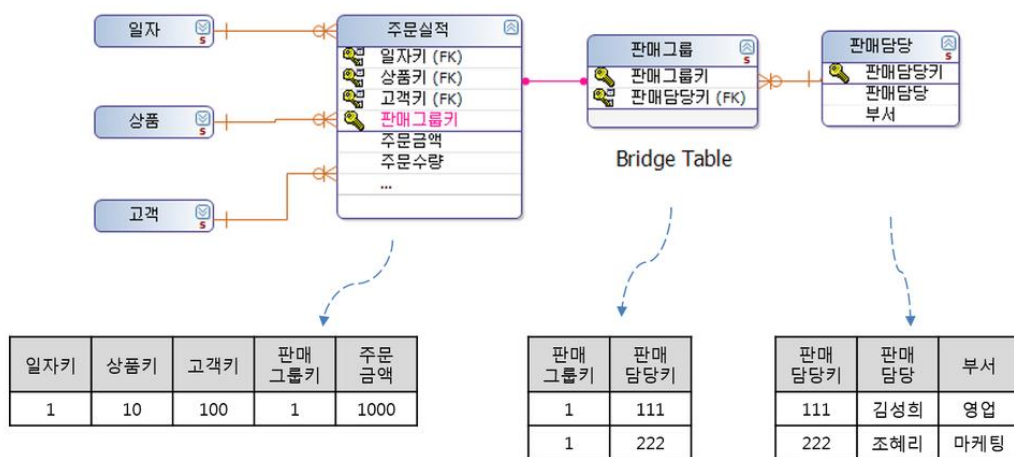 일자
S
상품
S
고객
S
주문실적
일자키 (FK)
상품키 (FK)
고객키 (FK)
판매그룹키
주문금액
주문수량
...
판매그룹
S
판매그룹키
판매담당키 (FK)
Bridge Table
판매담당
S
판매담당키
판매담당
부서
일자키 상품키 고객키 판매 그룹키 주문 금액
1 10 100 1 1000
판매 그룹키 판매 담당키
1 111
1 222
판매 담당키 판매 담당 부서
111 김성희 영업
222 조혜리 마케팅